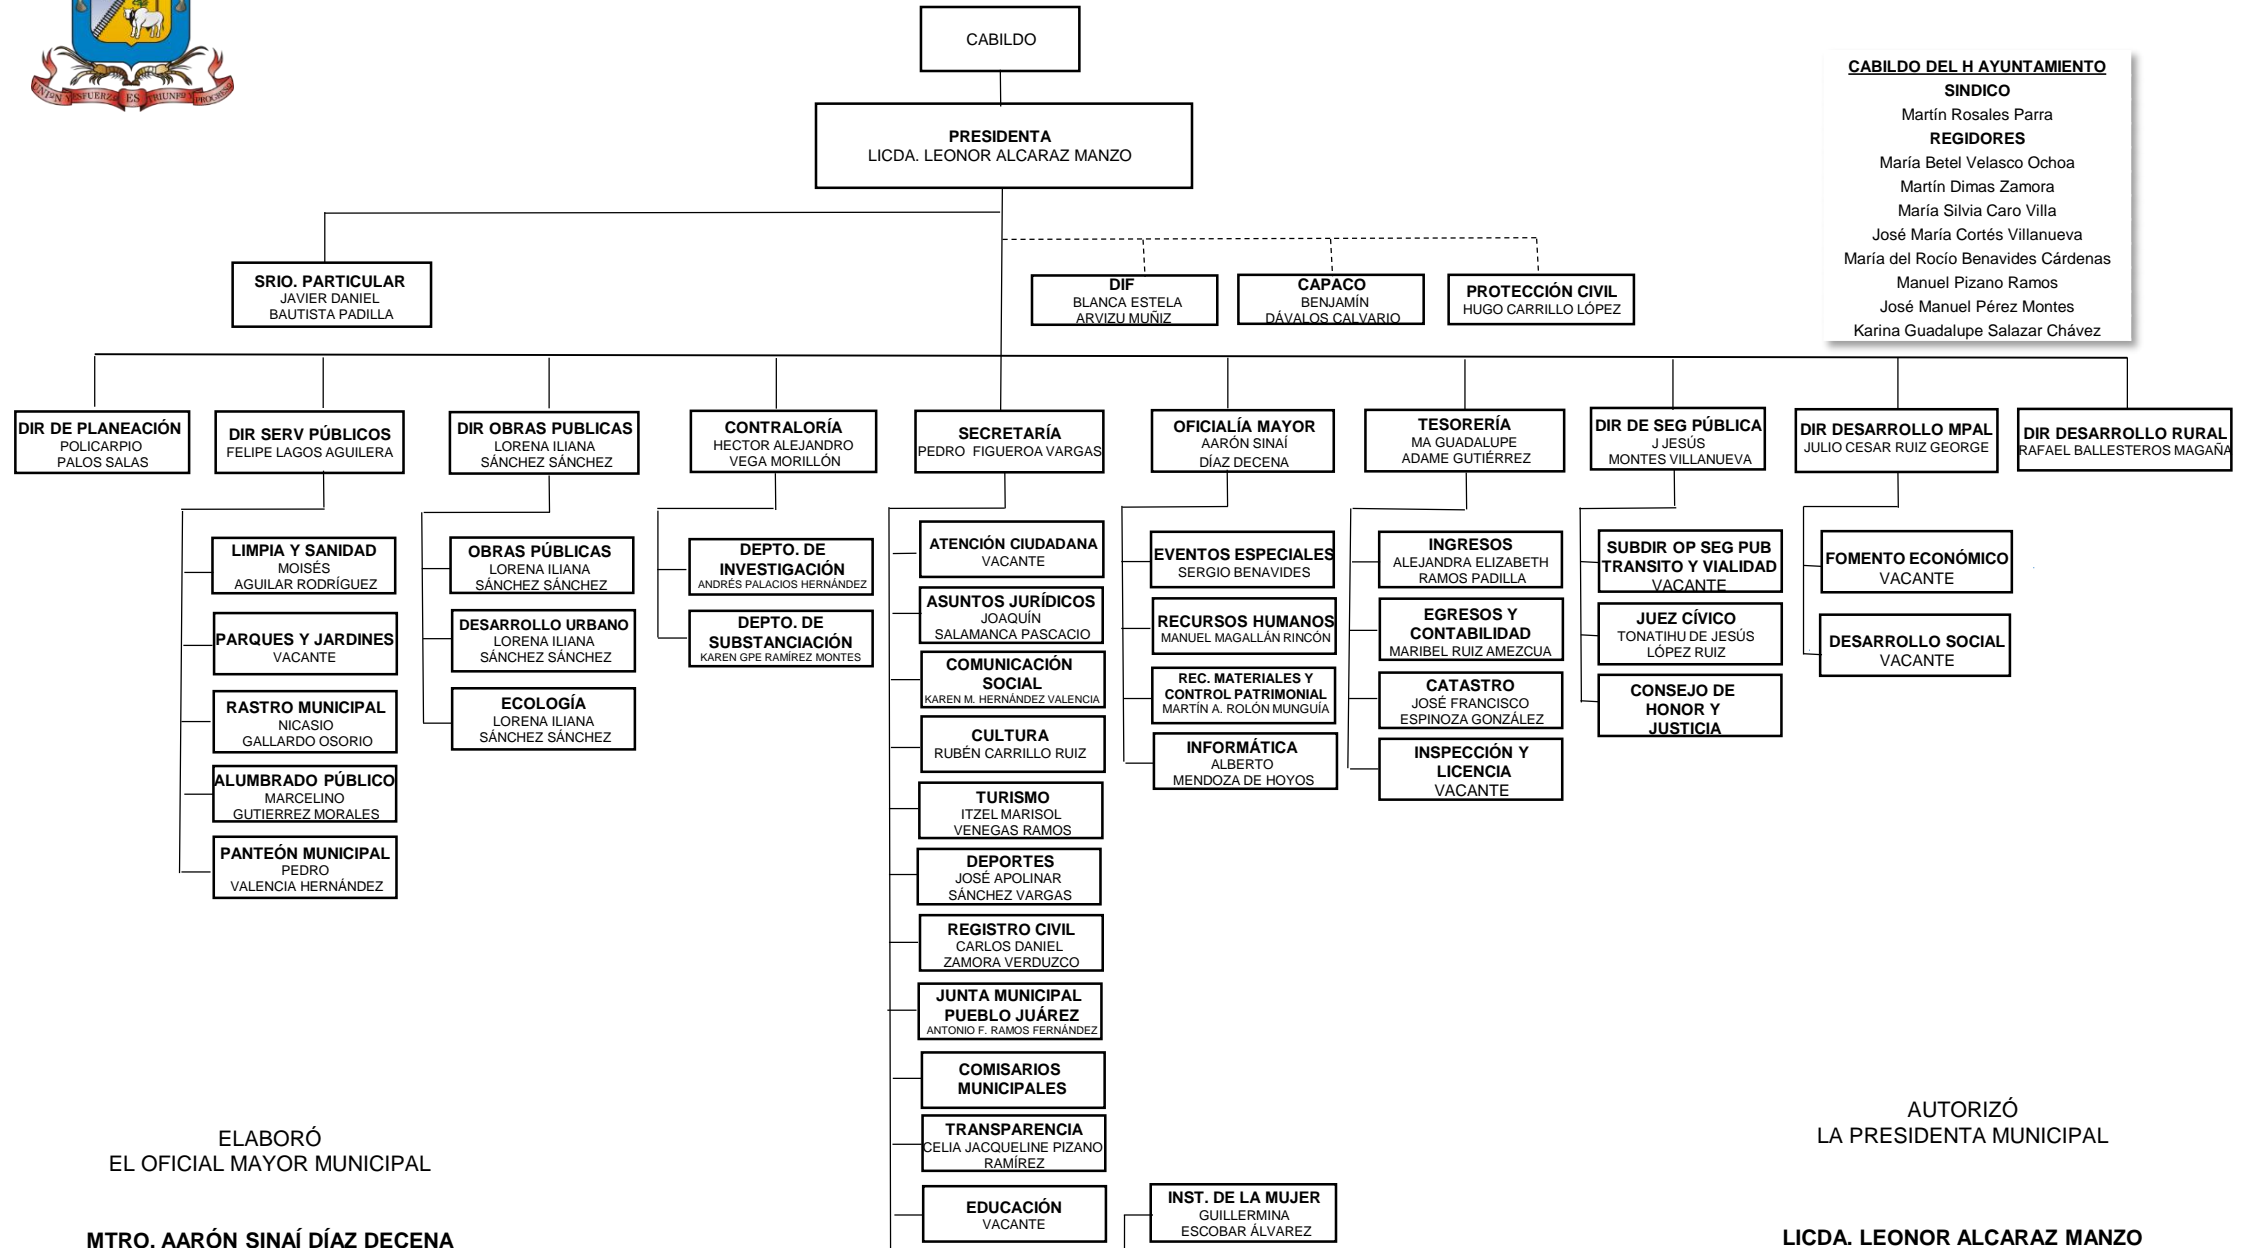 UNIÓN Y ESFUERZO ES TRIUNFO Y PROGRESO
CABILDO
CABILDO DEL H AYUNTAMIENTO
SINDICO
Martín Rosales Parra
REGIDORES
María Betel Velasco Ochoa
Martín Dimas Zamora
María Silvia Caro Villa
José María Cortés Villanueva
María del Rocío Benavides Cárdenas
Manuel Pizano Ramos
José Manuel Pérez Montes
Karina Guadalupe Salazar Chávez
PRESIDENTA
LICDA. LEONOR ALCARAZ MANZO
SRIO. PARTICULAR
JAVIER DANIEL
BAUTISTA PADILLA
DIF
BLANCA ESTELA
ARVIZU MUÑIZ
CAPACO
BENJAMÍN
DÁVALOS CALVARIO
PROTECCIÓN CIVIL
HUGO CARRILLO LÓPEZ
DIR DE PLANEACIÓN
POLICARPIO
PALOS SALAS
DIR SERV PÚBLICOS
FELIPE LAGOS AGUILERA
DIR OBRAS PUBLICAS
LORENA ILIANA
SÁNCHEZ SÁNCHEZ
CONTRALORÍA
HECTOR ALEJANDRO
VEGA MORILLÓN
SECRETARÍA
PEDRO FIGUEROA VARGAS
OFICIALÍA MAYOR
AARÓN SINAÍ
DÍAZ DECENA
TESORERÍA
MA GUADALUPE
ADAME GUTIÉRREZ
DIR DE SEG PÚBLICA
J JESÚS
MONTES VILLANUEVA
DIR DESARROLLO MPAL
JULIO CESAR RUIZ GEORGE
DIR DESARROLLO RURAL
RAFAEL BALLESTEROS MAGAÑA
LIMPIA Y SANIDAD
MOISÉS
AGUILAR RODRÍGUEZ
PARQUES Y JARDINES
VACANTE
RASTRO MUNICIPAL
NICASIO
GALLARDO OSORIO
ALUMBRADO PÚBLICO
MARCELINO
GUTIERREZ MORALES
PANTEÓN MUNICIPAL
PEDRO
VALENCIA HERNÁNDEZ
OBRAS PÚBLICAS
LORENA ILIANA
SÁNCHEZ SÁNCHEZ
DESARROLLO URBANO
LORENA ILIANA
SÁNCHEZ SÁNCHEZ
ECOLOGÍA
LORENA ILIANA
SÁNCHEZ SÁNCHEZ
DEPTO. DE
INVESTIGACIÓN
ANDRÉS PALACIOS HERNÁNDEZ
DEPTO. DE
SUBSTANCIACIÓN
KAREN GPE RAMÍREZ MONTES
ATENCIÓN CIUDADANA
VACANTE
ASUNTOS JURÍDICOS
JOAQUÍN
SALAMANCA PASCACIO
COMUNICACIÓN
SOCIAL
KAREN M. HERNÁNDEZ VALENCIA
CULTURA
RUBÉN CARRILLO RUIZ
TURISMO
ITZEL MARISOL
VENEGAS RAMOS
DEPORTES
JOSÉ APOLINAR
SÁNCHEZ VARGAS
REGISTRO CIVIL
CARLOS DANIEL
ZAMORA VERDUZCO
JUNTA MUNICIPAL
PUEBLO JUÁREZ
ANTONIO F. RAMOS FERNÁNDEZ
COMISARIOS
MUNICIPALES
TRANSPARENCIA
CELIA JACQUELINE PIZANO
RAMÍREZ
EDUCACIÓN
VACANTE
EVENTOS ESPECIALES
SERGIO BENAVIDES
RECURSOS HUMANOS
MANUEL MAGALLÁN RINCÓN
REC. MATERIALES Y
CONTROL PATRIMONIAL
MARTÍN A. ROLÓN MUNGUÍA
INFORMÁTICA
ALBERTO
MENDOZA DE HOYOS
INGRESOS
ALEJANDRA ELIZABETH
RAMOS PADILLA
EGRESOS Y
CONTABILIDAD
MARIBEL RUIZ AMEZCUA
CATASTRO
JOSÉ FRANCISCO
ESPINOZA GONZÁLEZ
INSPECCIÓN Y
LICENCIA
VACANTE
SUBDIR OP SEG PUB
TRANSITO Y VIALIDAD
VACANTE
JUEZ CÍVICO
TONATIHU DE JESÚS
LÓPEZ RUIZ
CONSEJO DE
HONOR Y
JUSTICIA
FOMENTO ECONÓMICO
VACANTE
DESARROLLO SOCIAL
VACANTE
INST. DE LA MUJER
GUILLERMINA
ESCOBAR ÁLVAREZ
ELABORÓ
EL OFICIAL MAYOR MUNICIPAL
MTRO. AARÓN SINAÍ DÍAZ DECENA
AUTORIZÓ
LA PRESIDENTA MUNICIPAL
LICDA. LEONOR ALCARAZ MANZO